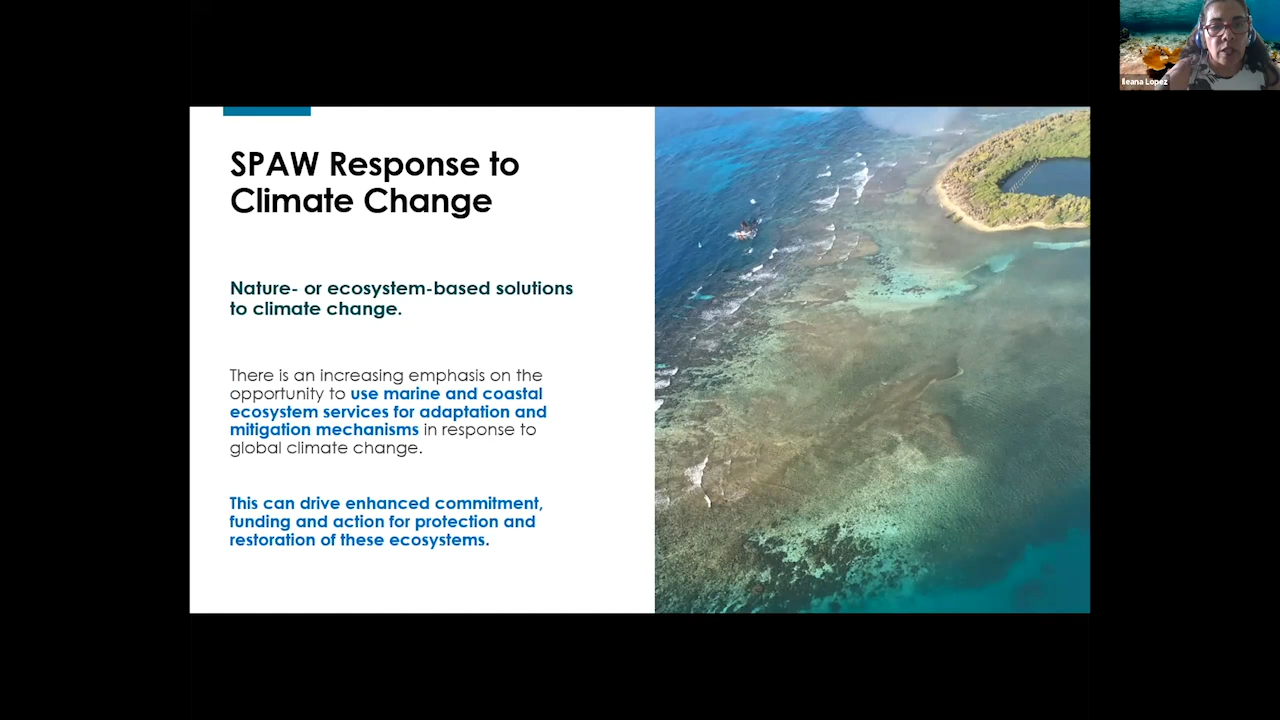 Ileana Lopez
SPAW Response to
Climate Change
Nature- or ecosystem-based solutions
to climate change.
There is an increasing emphasis on the
opportunity to use marine and coastal
ecosystem services for adaptation and
mitigation mechanisms in response to
global climate change.
This can drive enhanced commitment,
funding and action for protection and
restoration of these ecosystems.